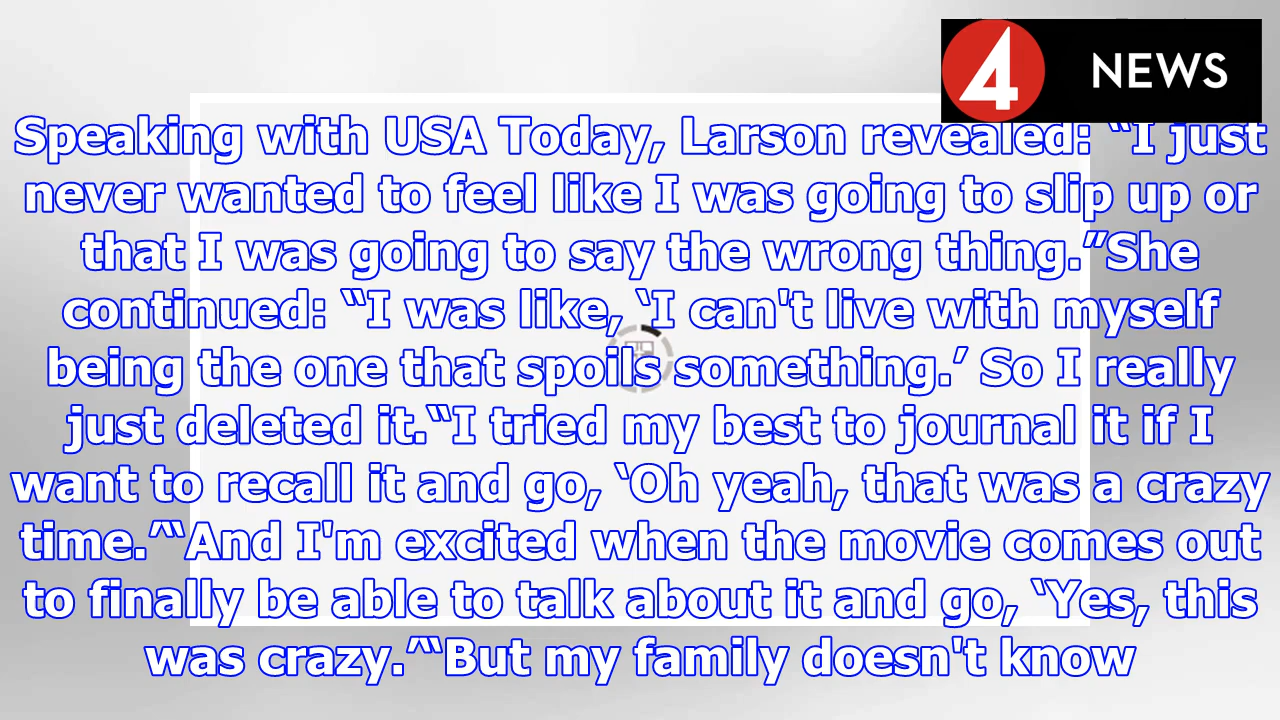 4 NEWS
Speaking with USA Today, Larson revealed: “I just
never wanted to feel like I was going to slip up or
that I was going to say the wrong thing.”She
continued: “I was like, ‘I can't live with myself
being the one that spoils something.’ So I really
just deleted it.“I tried my best to journal it if I
want to recall it and go, ‘Oh yeah, that was a crazy
time.’“And I'm excited when the movie comes out
to finally be able to talk about it and go, ‘Yes, this
was crazy.’“But my family doesn't know